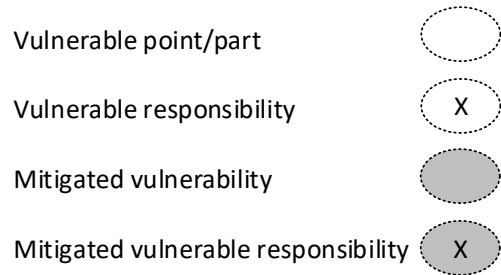 Vulnerable point/part
Vulnerable responsibility X
Mitigated vulnerability
Mitigated vulnerable responsibility X